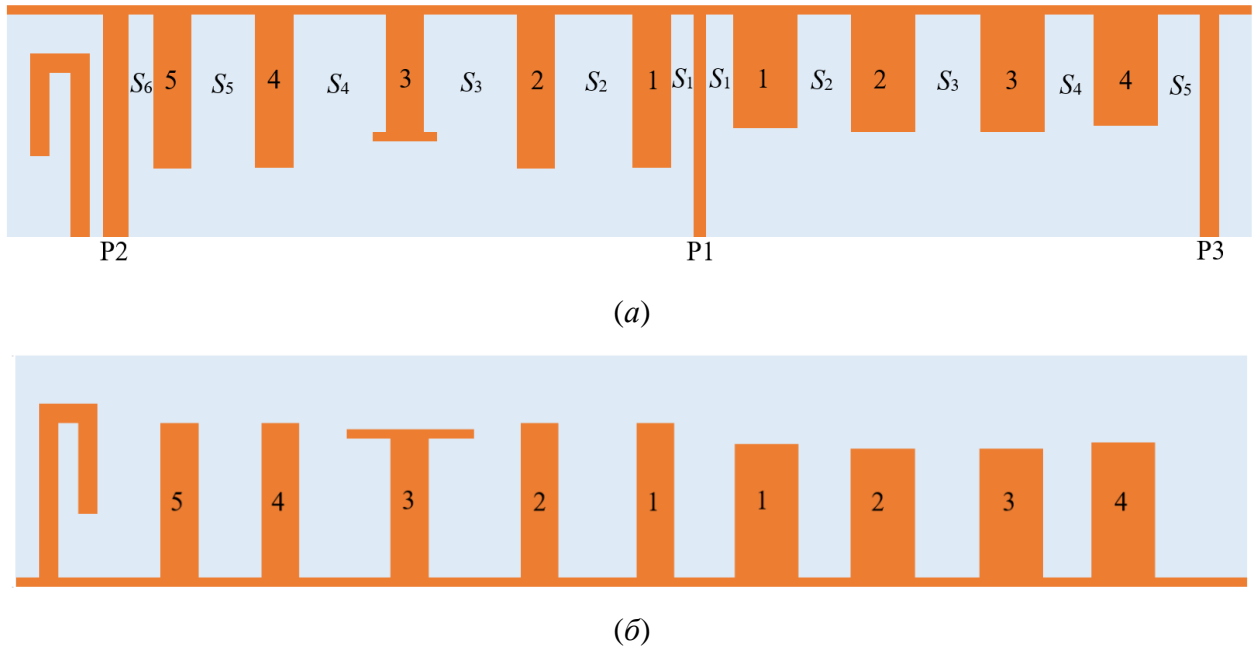 S₆ 5 S₅ 4 S₄ 3 S₃ 2 S₂ 1 S₁ S₁ 1 S₂ 2 S₃ 3 S₄ 4 S₅
P2 P1 P3
(а)
5 4 3 2 1 1 2 3 4
(б)